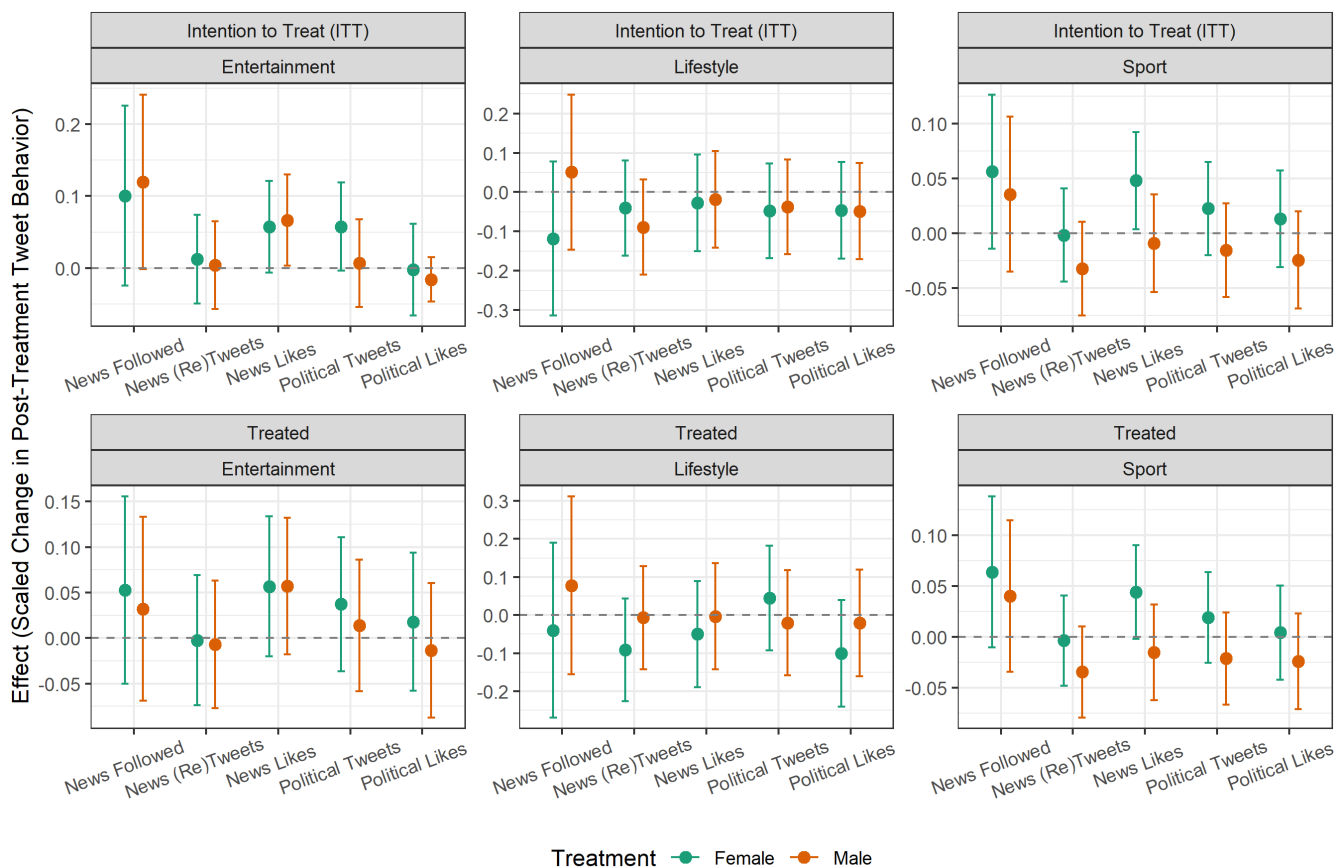 Effect (Scaled Change in Post-Treatment Tweet Behavior)
Intention to Treat (ITT)
Entertainment
0.2
0.1
0.0
News Followed
News (Re)Tweets
News Likes
Political Tweets
Political Likes
Intention to Treat (ITT)
Lifestyle
0.2
0.1
0.0
-0.1
-0.2
-0.3
News Followed
News (Re)Tweets
News Likes
Political Tweets
Political Likes
Intention to Treat (ITT)
Sport
0.10
0.05
0.00
-0.05
News Followed
News (Re)Tweets
News Likes
Political Tweets
Political Likes
Treated
Entertainment
0.15
0.10
0.05
0.00
-0.05
News Followed
News (Re)Tweets
News Likes
Political Tweets
Political Likes
Treated
Lifestyle
0.3
0.2
0.1
0.0
-0.1
-0.2
News Followed
News (Re)Tweets
News Likes
Political Tweets
Political Likes
Treated
Sport
0.10
0.05
0.00
-0.05
News Followed
News (Re)Tweets
News Likes
Political Tweets
Political Likes
Treatment Female Male